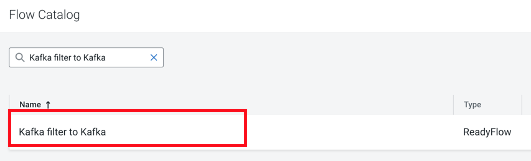 Flow Catalog
Kafka filter to Kafka
Name Type
Kafka filter to Kafka ReadyFlow